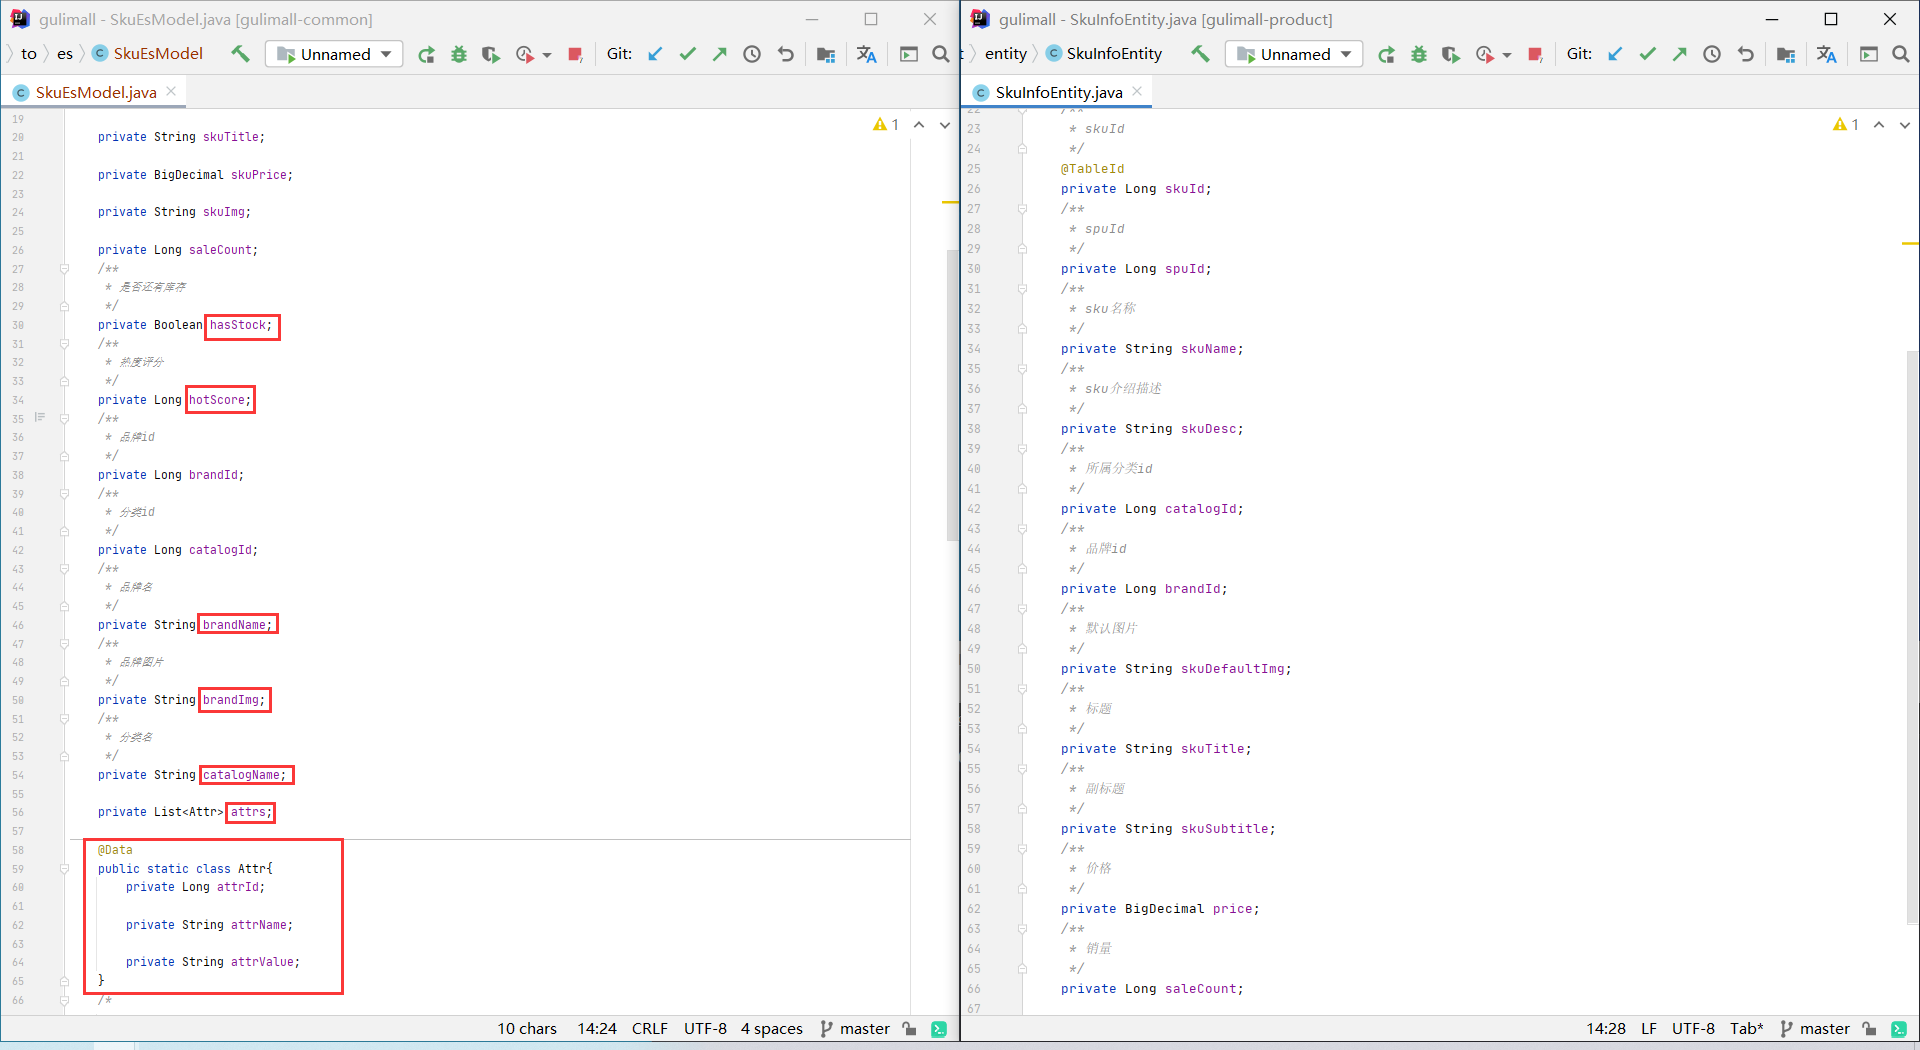 gulimall - SkuEsModel.java [gulimall-common]
to es SkuEsModel Unnamed Git:
SkuEsModel.java
1
19
20 private String skuTitle;
21
22 private BigDecimal skuPrice;
23
24 private String skuImg;
25
26 private Long saleCount;
27 /**
28 * 是否还有库存
29 */
30 private Boolean hasStock;
31 /**
32 * 热度评分
33 */
34 private Long hotScore;
35 /**
36 * 品牌id
37 */
38 private Long brandId;
39 /**
40 * 分类id
41 */
42 private Long catalogId;
43 /**
44 * 品牌名
45 */
46 private String brandName;
47 /**
48 * 品牌图片
49 */
50 private String brandImg;
51 /**
52 * 分类名
53 */
54 private String catalogName;
55
56 private List<Attr> attrs;
57
58 @Data
59 public static class Attr{
60 private Long attrId;
61
62 private String attrName;
63
64 private String attrValue;
65 }
66 /*
10 chars 14:24 CRLF UTF-8 4 spaces master
gulimall - SkuInfoEntity.java [gulimall-product]
t entity SkuInfoEntity Unnamed Git:
SkuInfoEntity.java
1
22 /**
23 * skuId
24 */
25 @TableId
26 private Long skuId;
27 /**
28 * spuId
29 */
30 private Long spuId;
31 /**
32 * sku名称
33 */
34 private String skuName;
35 /**
36 * sku介绍描述
37 */
38 private String skuDesc;
39 /**
40 * 所属分类id
41 */
42 private Long catalogId;
43 /**
44 * 品牌id
45 */
46 private Long brandId;
47 /**
48 * 默认图片
49 */
50 private String skuDefaultImg;
51 /**
52 * 标题
53 */
54 private String skuTitle;
55 /**
56 * 副标题
57 */
58 private String skuSubtitle;
59 /**
60 * 价格
61 */
62 private BigDecimal price;
63 /**
64 * 销量
65 */
66 private Long saleCount;
67
14:28 LF UTF-8 Tab* master